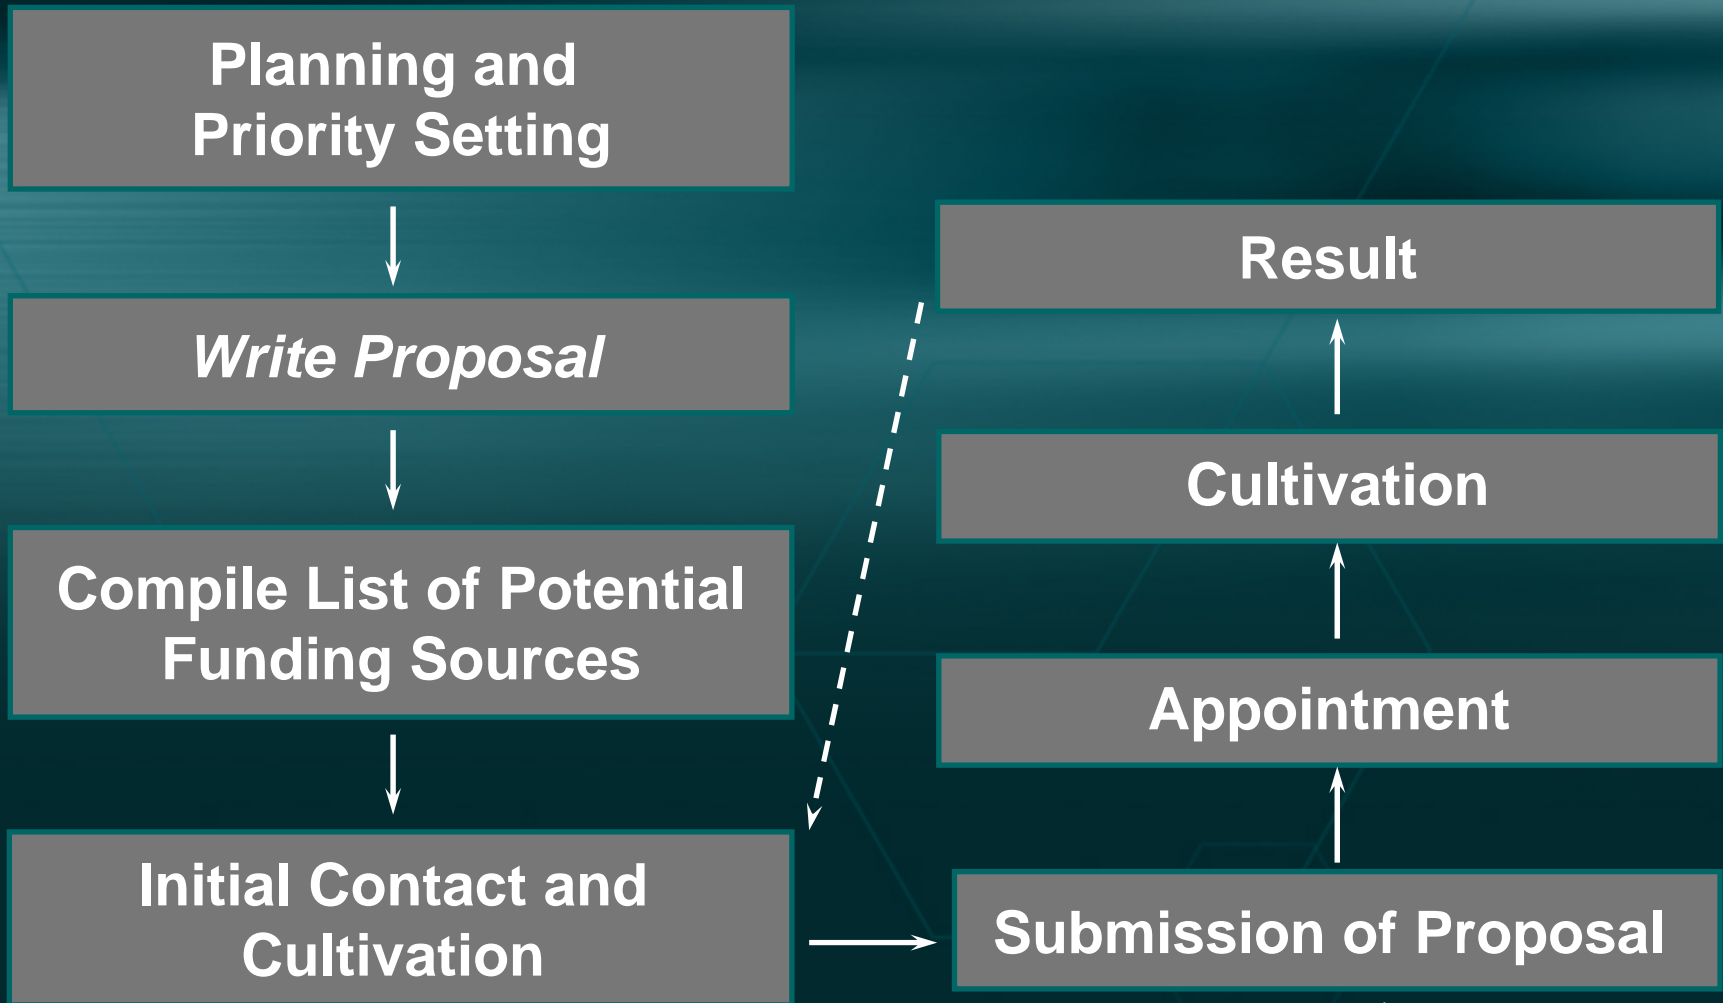 Planning and
Priority Setting
Write Proposal
Compile List of Potential
Funding Sources
Initial Contact and
Cultivation
Submission of Proposal
Appointment
Cultivation
Result